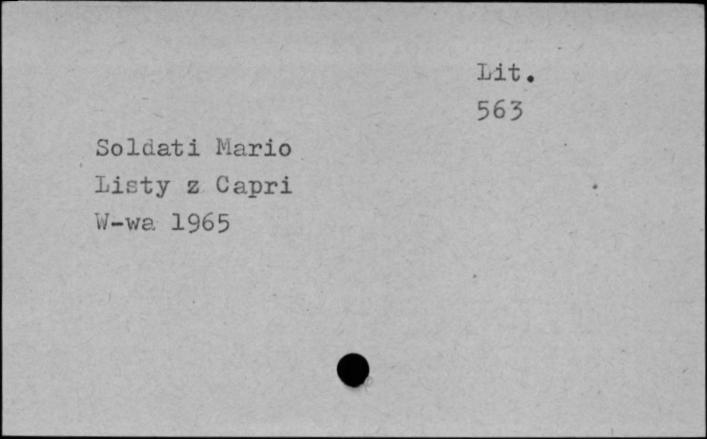 Lit.
563
Soldati Mario
Listy z Capri
W-wa 1965